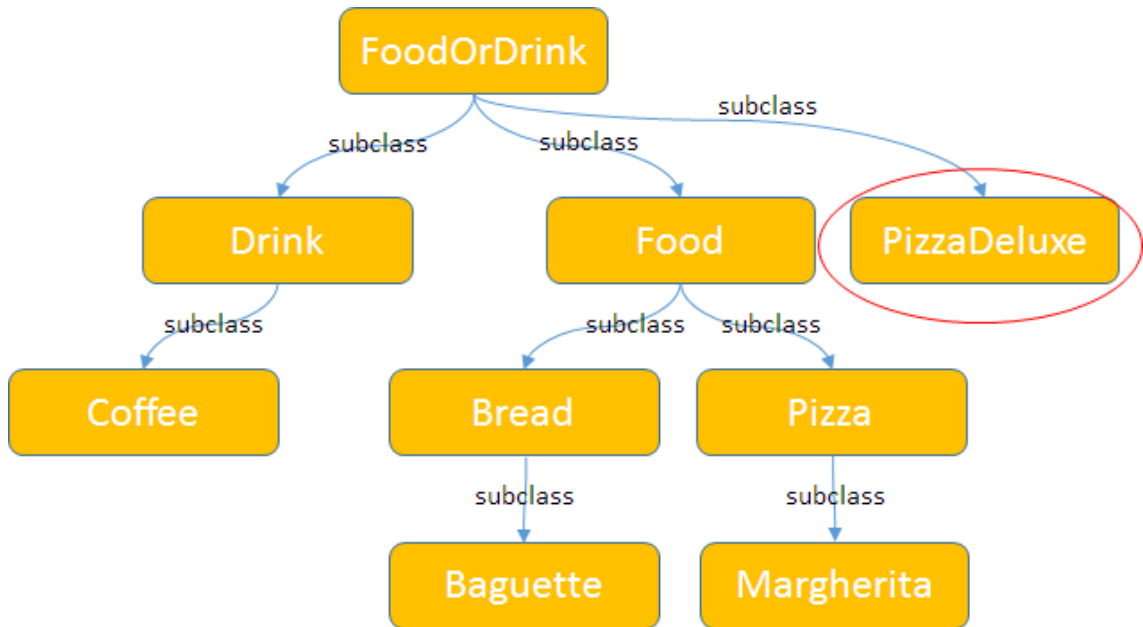 FoodOrDrink
subclass
subclass
subclass
Drink
Food
PizzaDeluxe
subclass
subclass
subclass
Coffee
Bread
Pizza
subclass
subclass
Baguette
Margherita